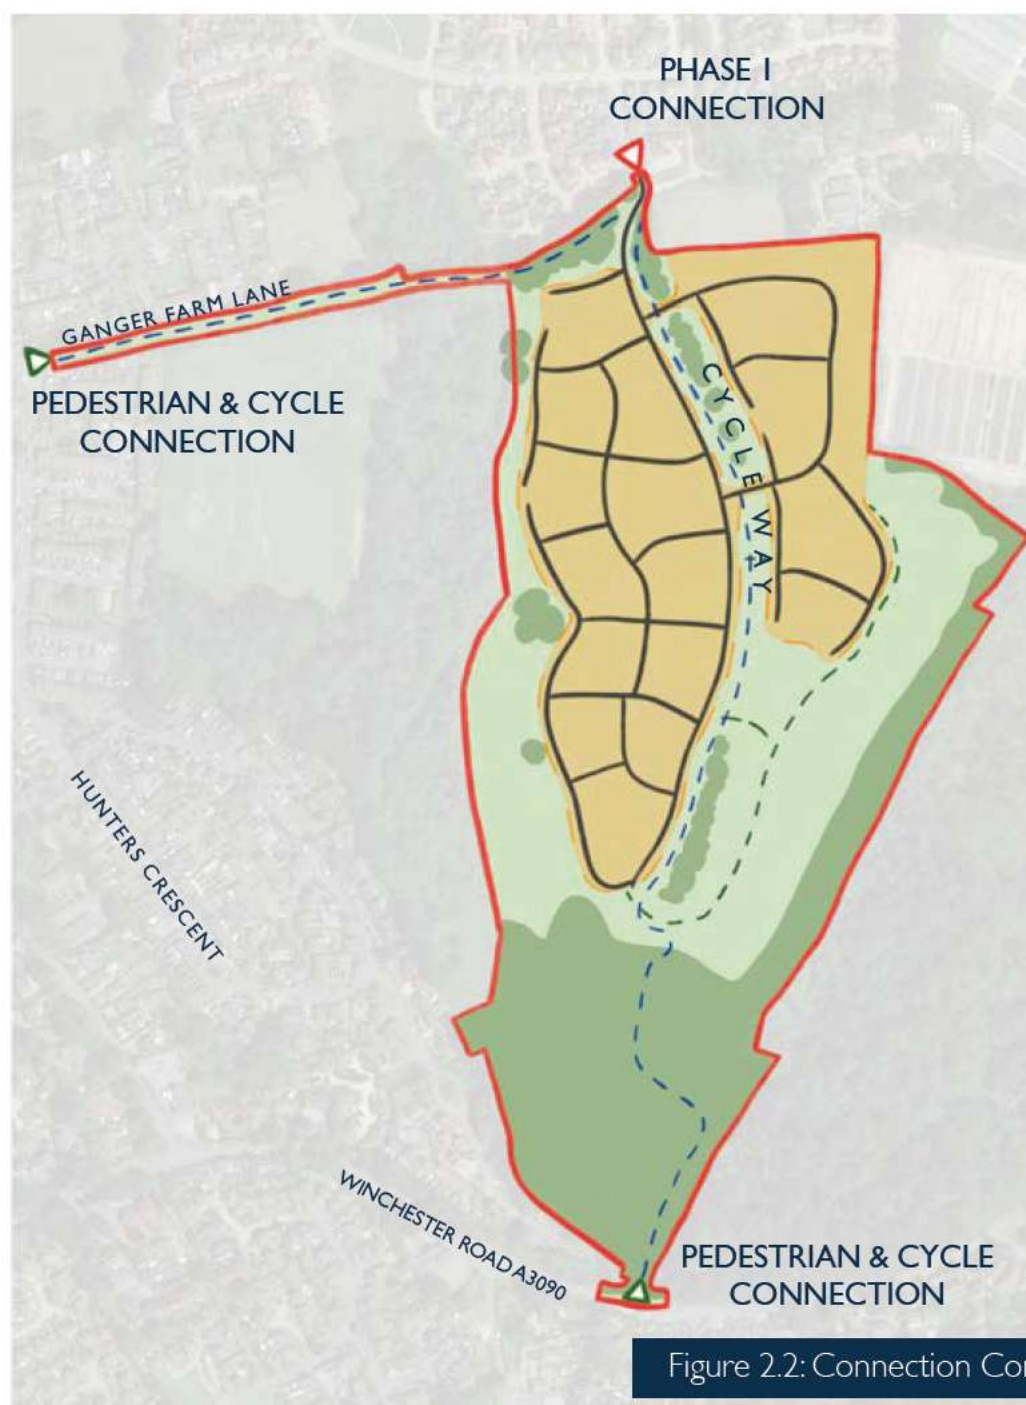 PHASE 1
CONNECTION
GANGER FARM LANE
PEDESTRIAN & CYCLE
CONNECTION
CYCLE WAY
HUNTERS CRESCENT
WINCHESTER ROAD A3090
PEDESTRIAN & CYCLE
CONNECTION
Figure 2.2: Connection